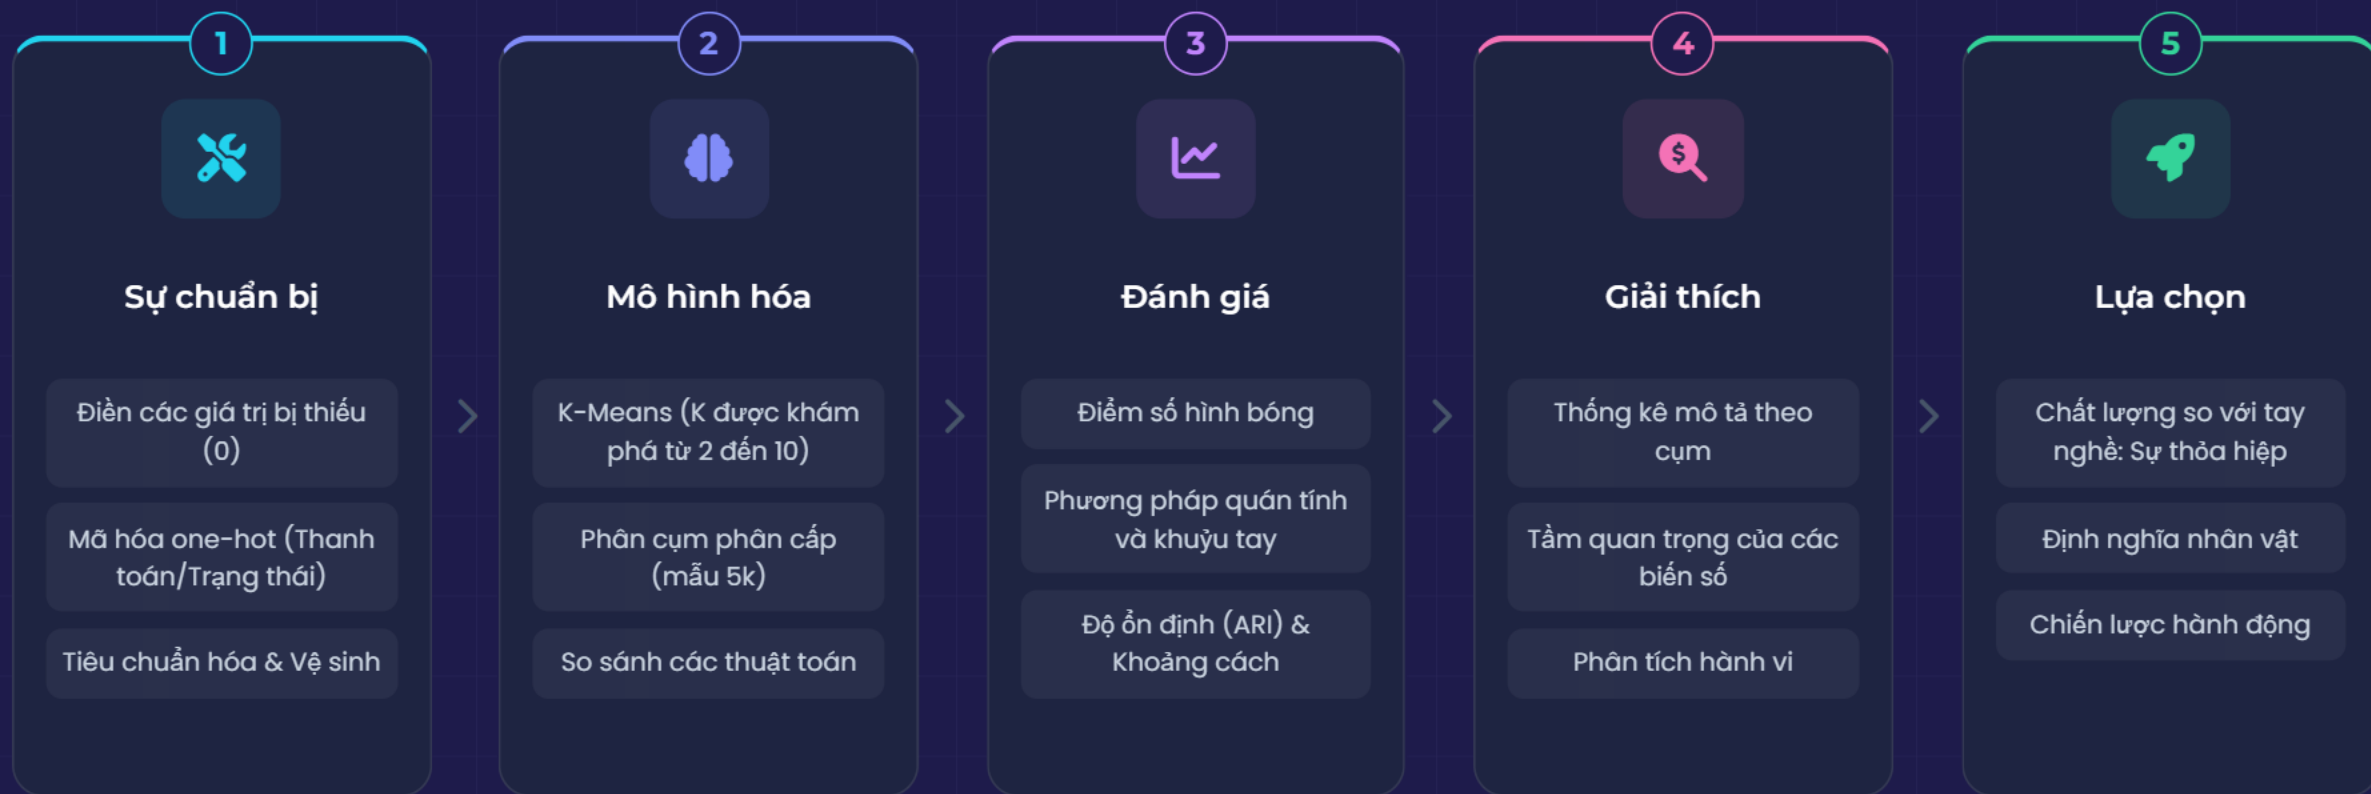 1
Sự chuẩn bị
Điền các giá trị bị thiếu
(0)
Mã hóa one-hot (Thanh
toán/Trạng thái)
Tiêu chuẩn hóa & Vệ sinh
2
Mô hình hóa
K-Means (K được khám
phá từ 2 đến 10)
Phân cụm phân cấp
(mẫu 5k)
So sánh các thuật toán
3
Đánh giá
Điểm số hình bóng
Phương pháp quán tính
và khuỷu tay
Độ ổn định (ARI) &
Khoảng cách
4
$
Giải thích
Thống kê mô tả theo
cụm
Tầm quan trọng của các
biến số
Phân tích hành vi
5
Lựa chọn
Chất lượng so với tay
nghề: Sự thỏa hiệp
Định nghĩa nhân vật
Chiến lược hành động